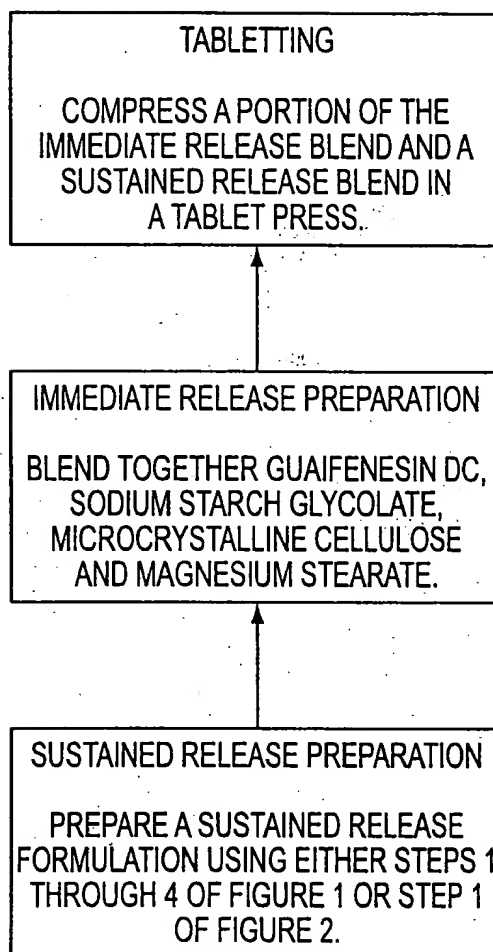 TABLETTING
COMPRESS A PORTION OF THE
IMMEDIATE RELEASE BLEND AND A
SUSTAINED RELEASE BLEND IN
A TABLET PRESS.
IMMEDIATE RELEASE PREPARATION
BLEND TOGETHER GUAIFENESIN DC,
SODIUM STARCH GLYCOLATE,
MICROCRYSTALLINE CELLULOSE
AND MAGNESIUM STEARATE.
SUSTAINED RELEASE PREPARATION
PREPARE A SUSTAINED RELEASE
FORMULATION USING EITHER STEPS 1
THROUGH 4 OF FIGURE 1 OR STEP 1
OF FIGURE 2.